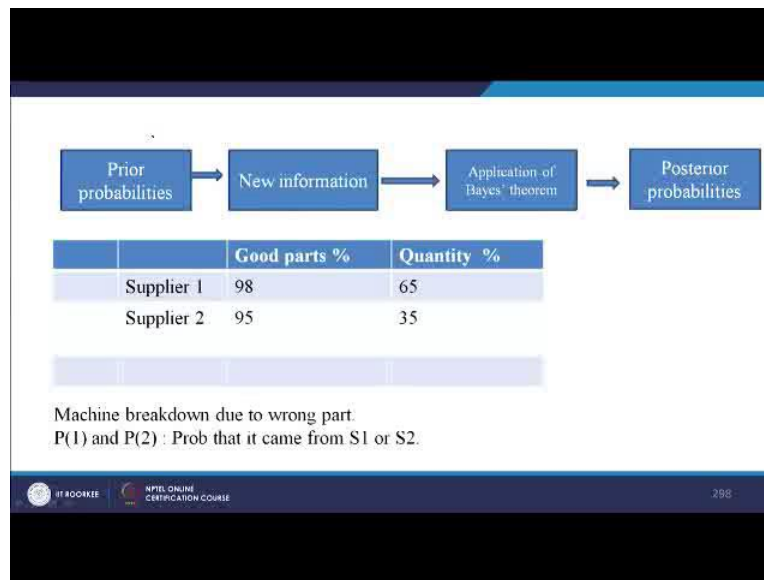 Prior
probabilities
New information
Application of
Bayes' theorem
Posterior
probabilities
Good parts % Quantity %
Supplier 1 98 65
Supplier 2 95 35
Machine breakdown due to wrong part.
P(1) and P(2) : Prob that it came from S1 or S2.
IIT ROORKEE NPTEL ONLINE
CERTIFICATION COURSE
298